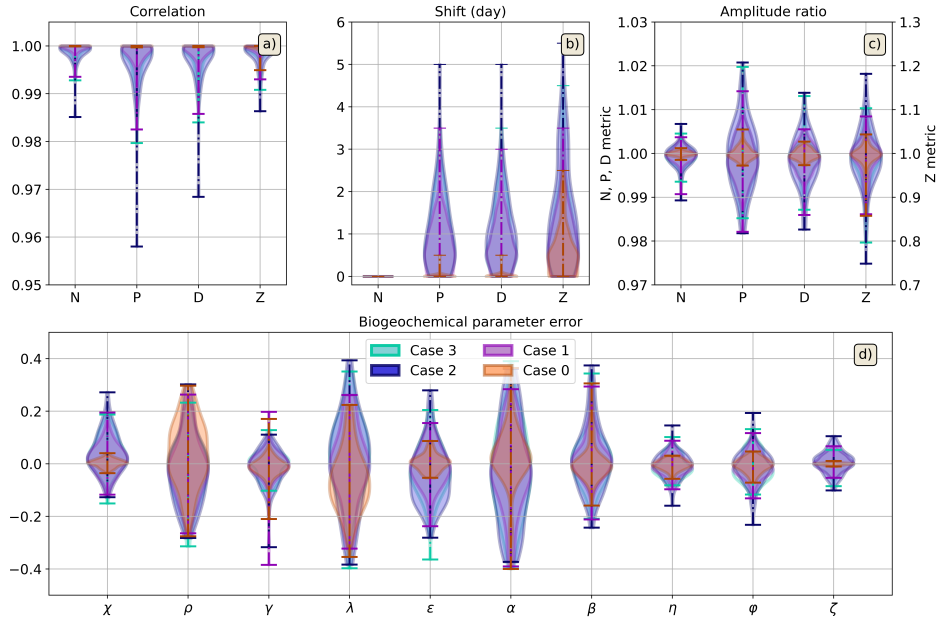 Correlation
1.00
0.99
0.98
0.97
0.96
0.95
N P D Z
a)
Shift (day)
6
5
4
3
2
1
0
N P D Z
b)
Amplitude ratio
1.03
1.02
1.01
1.00
0.99
0.98
0.97
N, P, D metric
N P D Z
c)
1.3
1.2
1.1
1.0
0.9
0.8
0.7
Z metric
Biogeochemical parameter error
0.4
0.2
0.0
−0.2
−0.4
Case 3 Case 1
Case 2 Case 0
d)
χ ρ γ λ ε α β η φ ζ